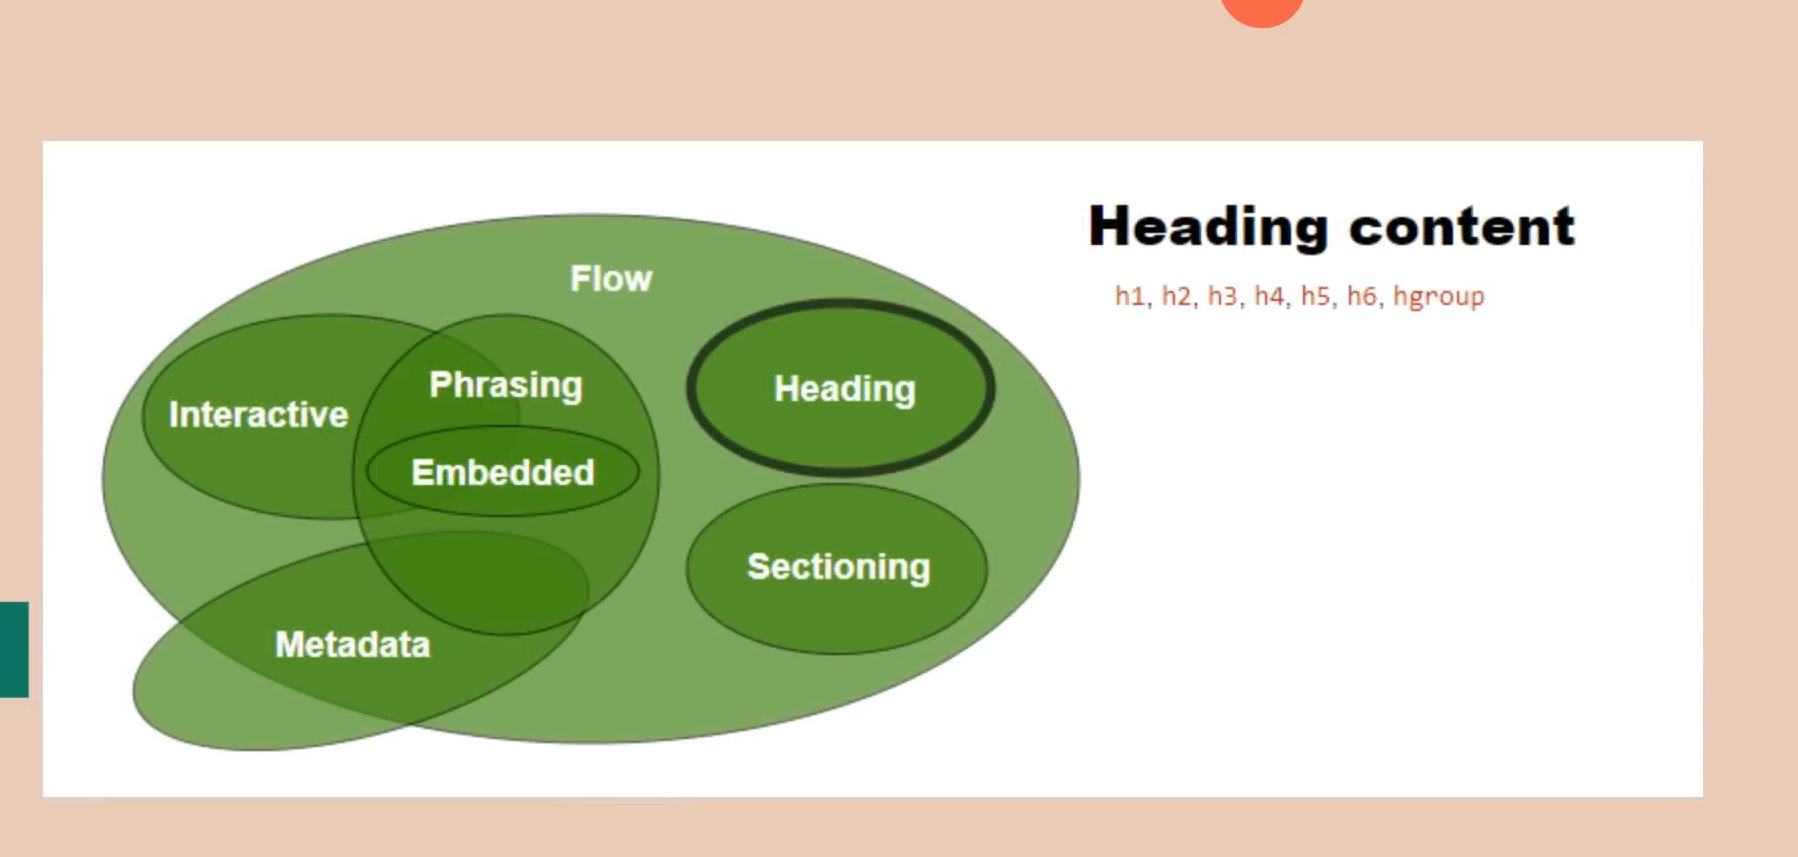 Heading content
h1, h2, h3, h4, h5, h6, hgroup
Flow
Phrasing
Interactive
Embedded
Heading
Sectioning
Metadata